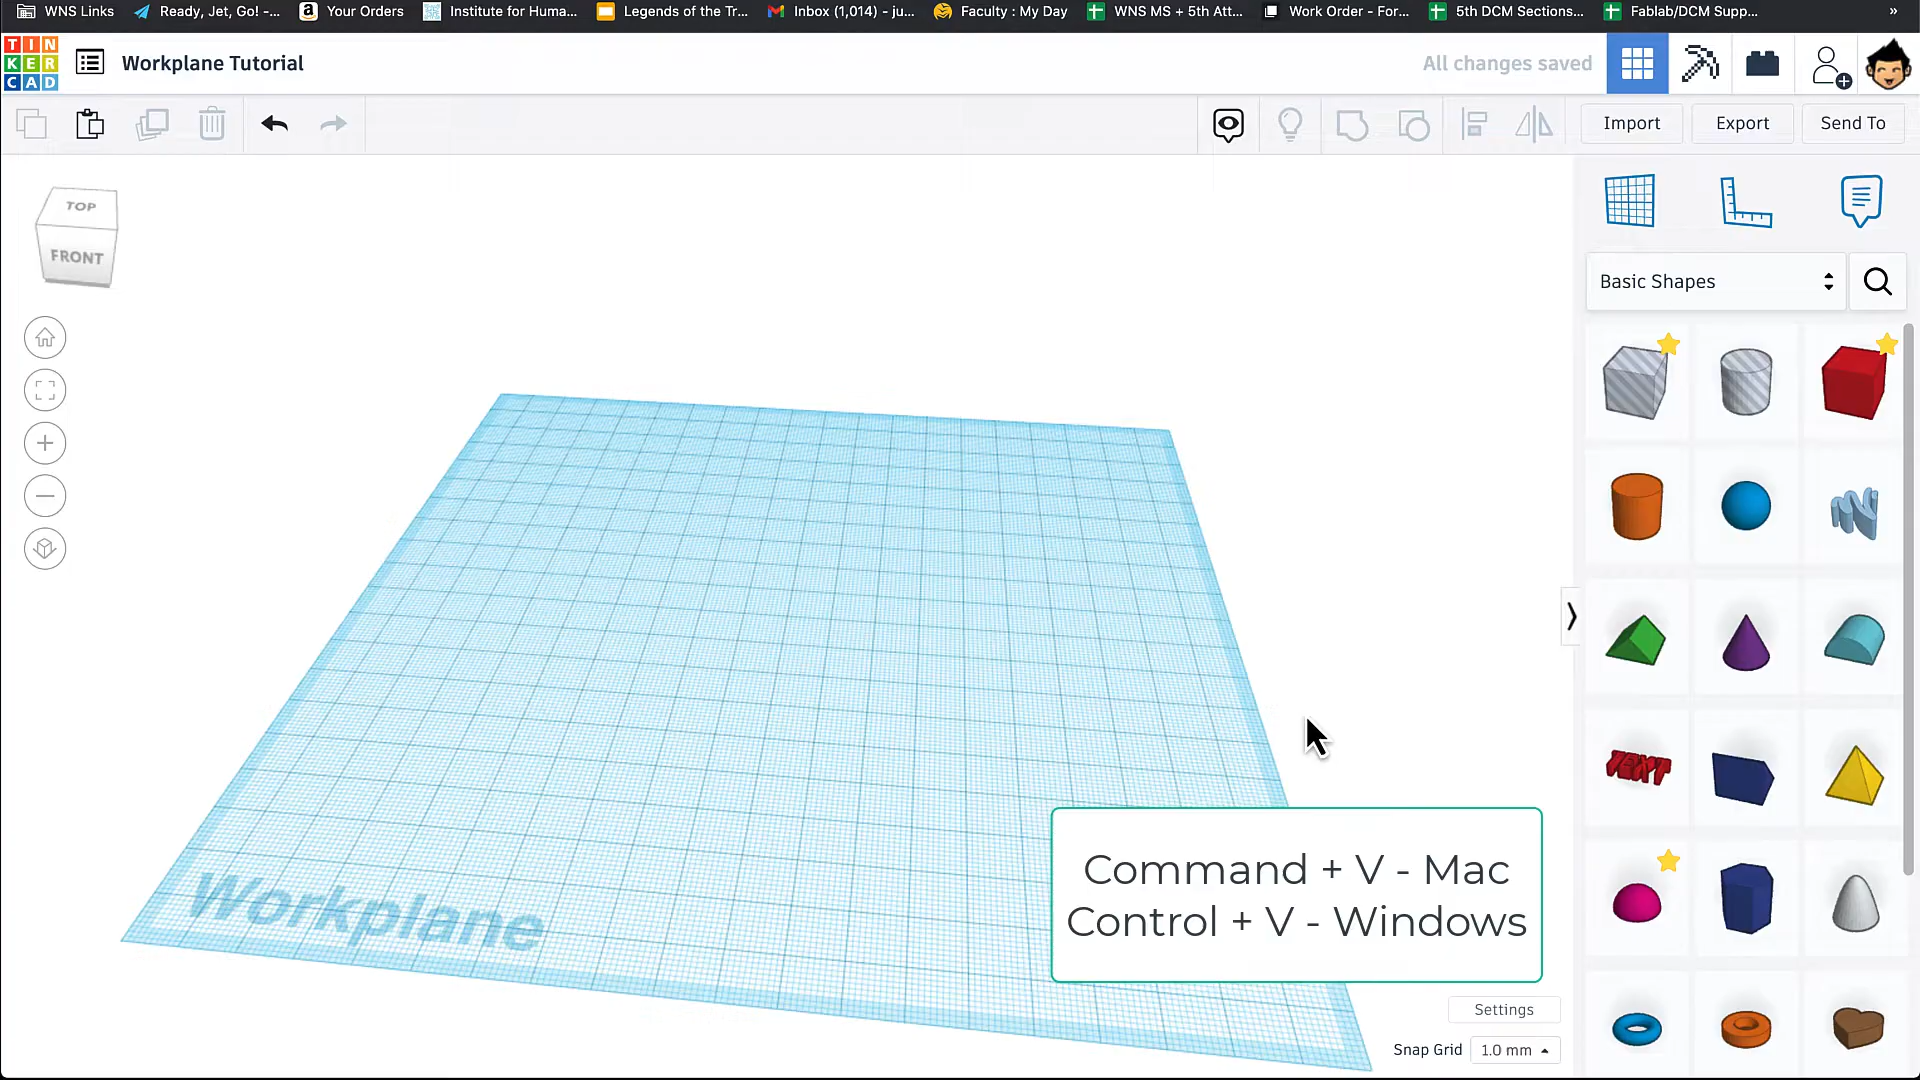 WNS Links
Ready, Jet, Go! -...
Your Orders
Institute for Huma...
Legends of the Tr...
Inbox (1,014) - ju...
Faculty : My Day
WNS MS + 5th Att...
Work Order - For...
5th DCM Sections...
Fablab/DCM Supp...
»
TIN
KER
CAD
Workplane Tutorial
All changes saved
Import
Export
Send To
TOP
FRONT
Basic Shapes
TEXT
Workplane
Command + V - Mac
Control + V - Windows
Settings
Snap Grid
1.0 mm